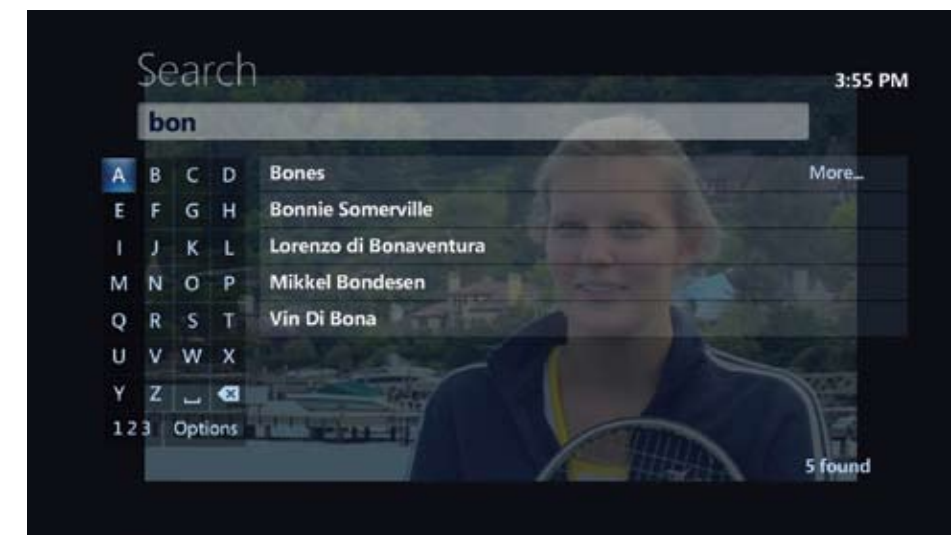 Search
3:55 PM
bon
A B C D
E F G H
I J K L
M N O P
Q R S T
U V W X
Y Z
123 Options
Bones More...
Bonnie Somerville
Lorenzo di Bonaventura
Mikkel Bondesen
Vin Di Bona
5 found